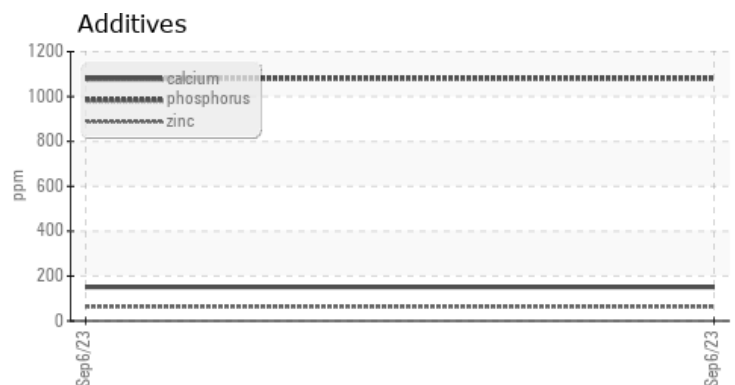 Additives
1200
1000
800
600
400
200
0
ppm
calcium
phosphorus
zinc
Sep6/23
Sep6/23